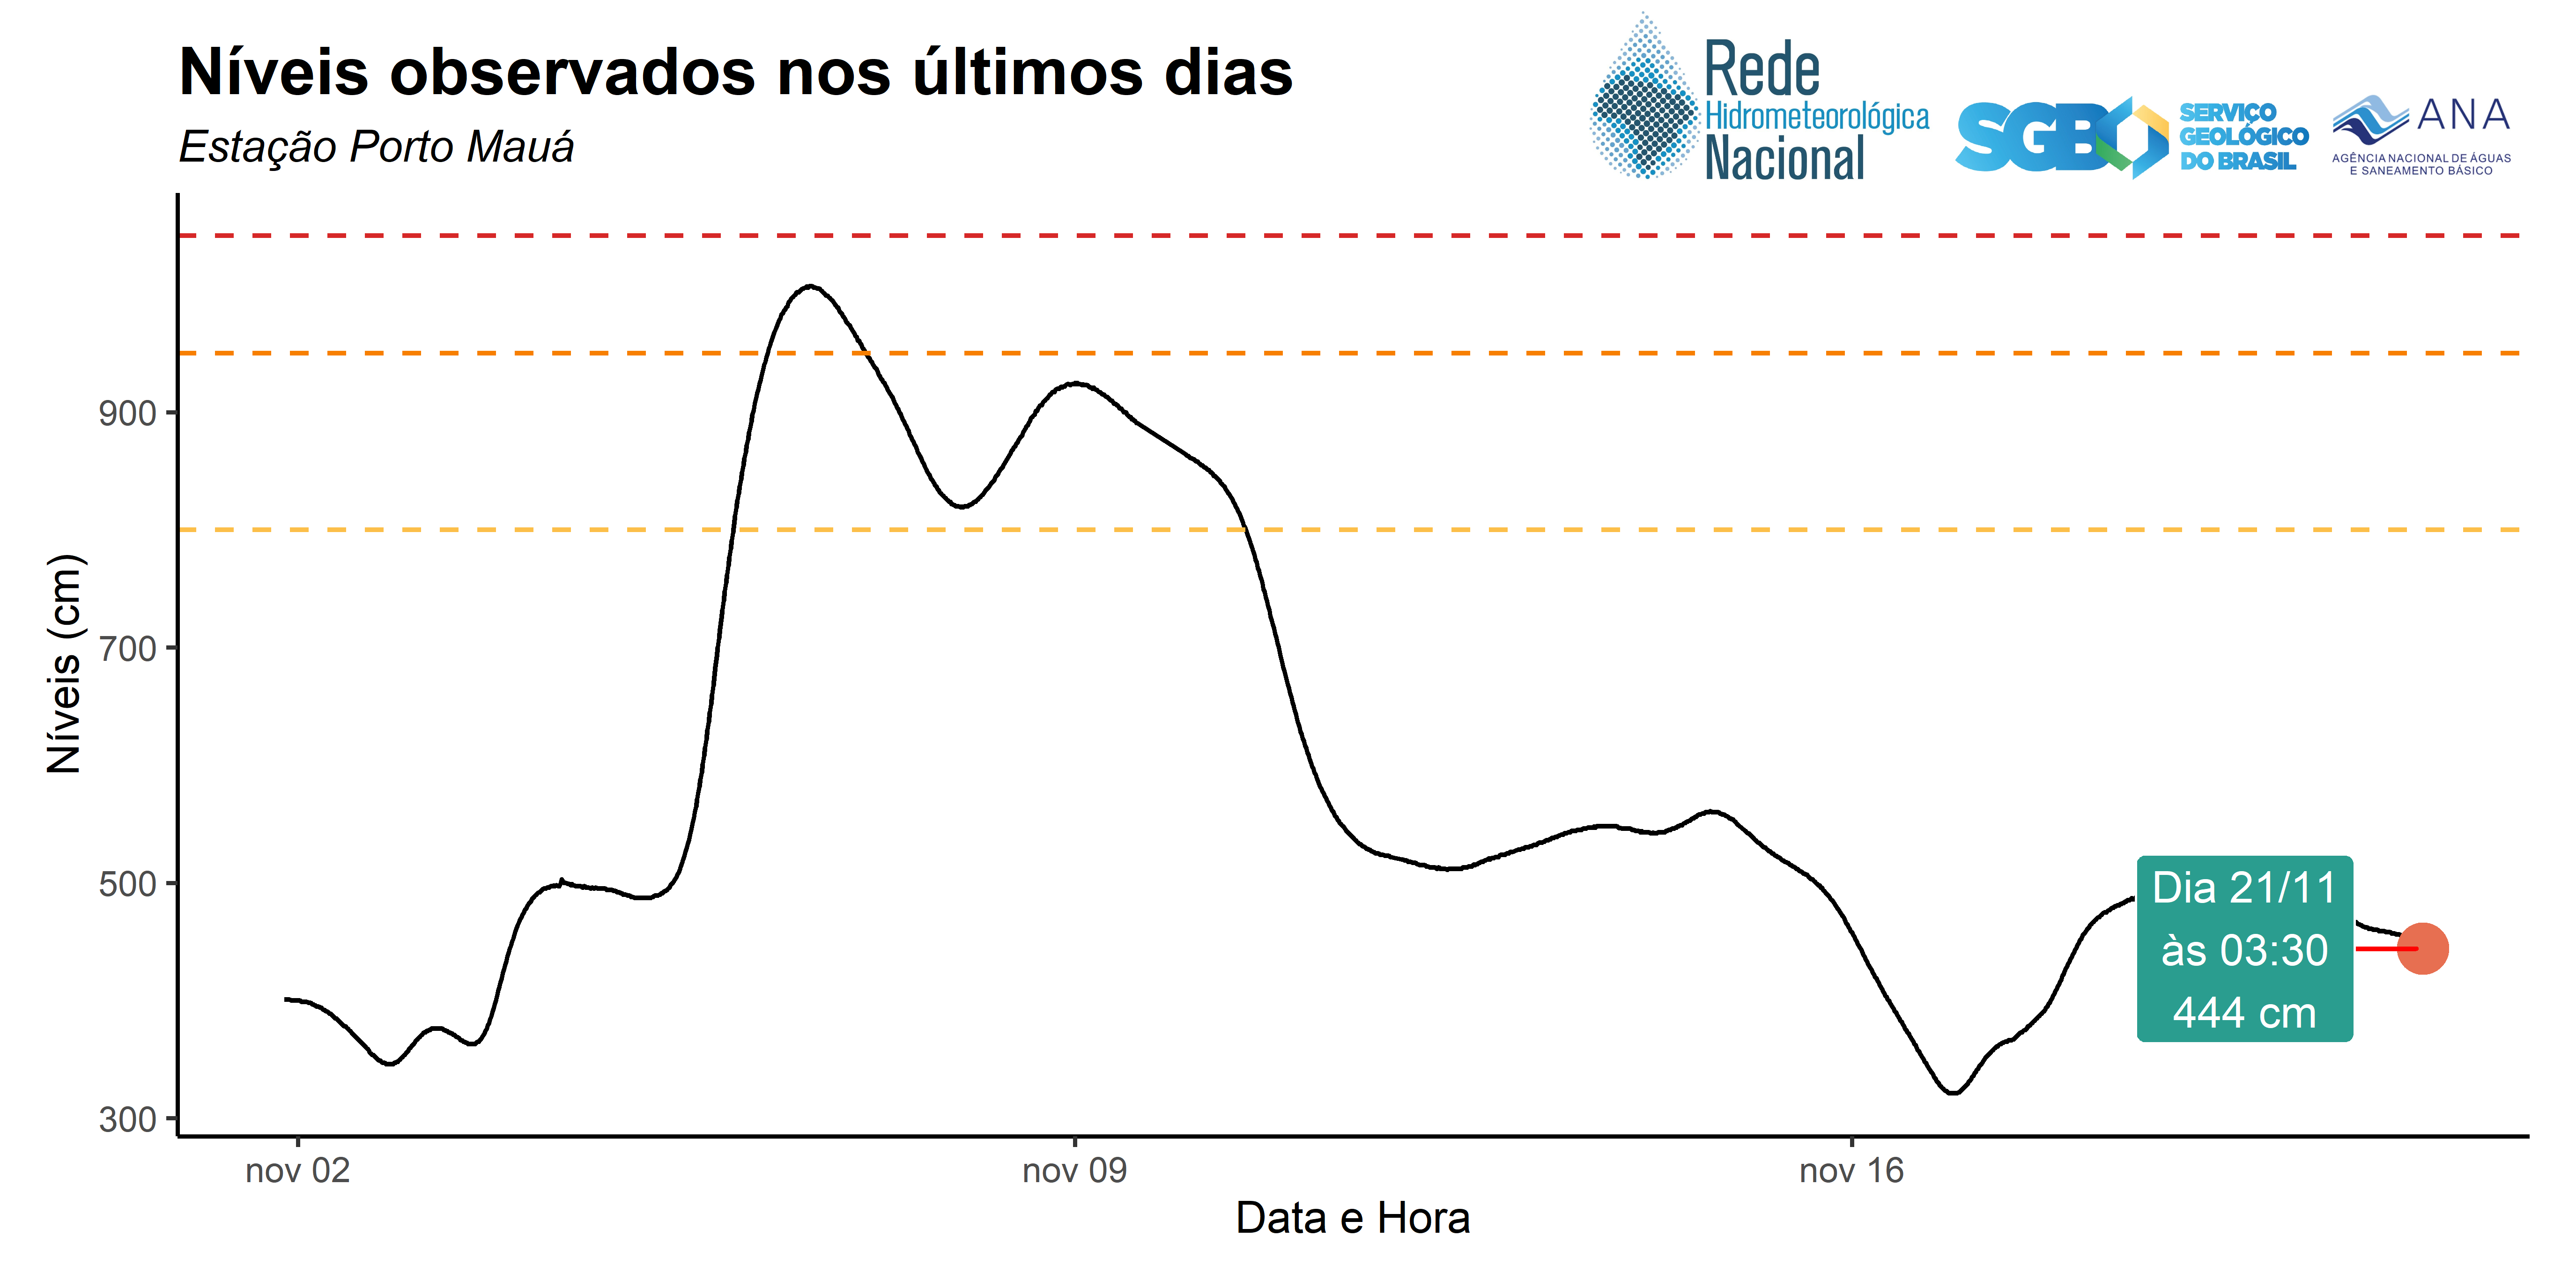 Níveis observados nos últimos dias
Estação Porto Mauá
Rede
Hidrometeorológica
Nacional
SGB
SERVIÇO
GEOLÓGICO
DO BRASIL
ANA
AGÊNCIA NACIONAL DE ÁGUAS
E SANEAMENTO BÁSICO
Níveis (cm)
900
700
500
300
Dia 21/11
às 03:30
444 cm
nov 02
nov 09
nov 16
Data e Hora